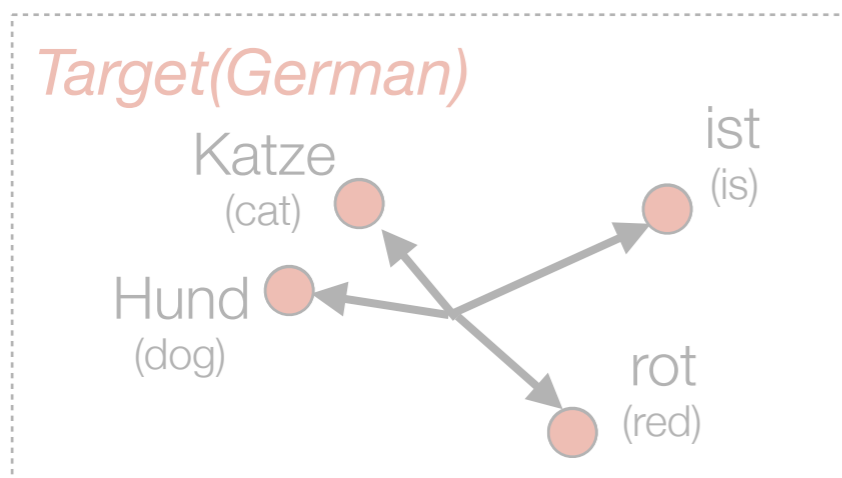 Target(German)
Katze
(cat)
ist
(is)
Hund
(dog)
rot
(red)